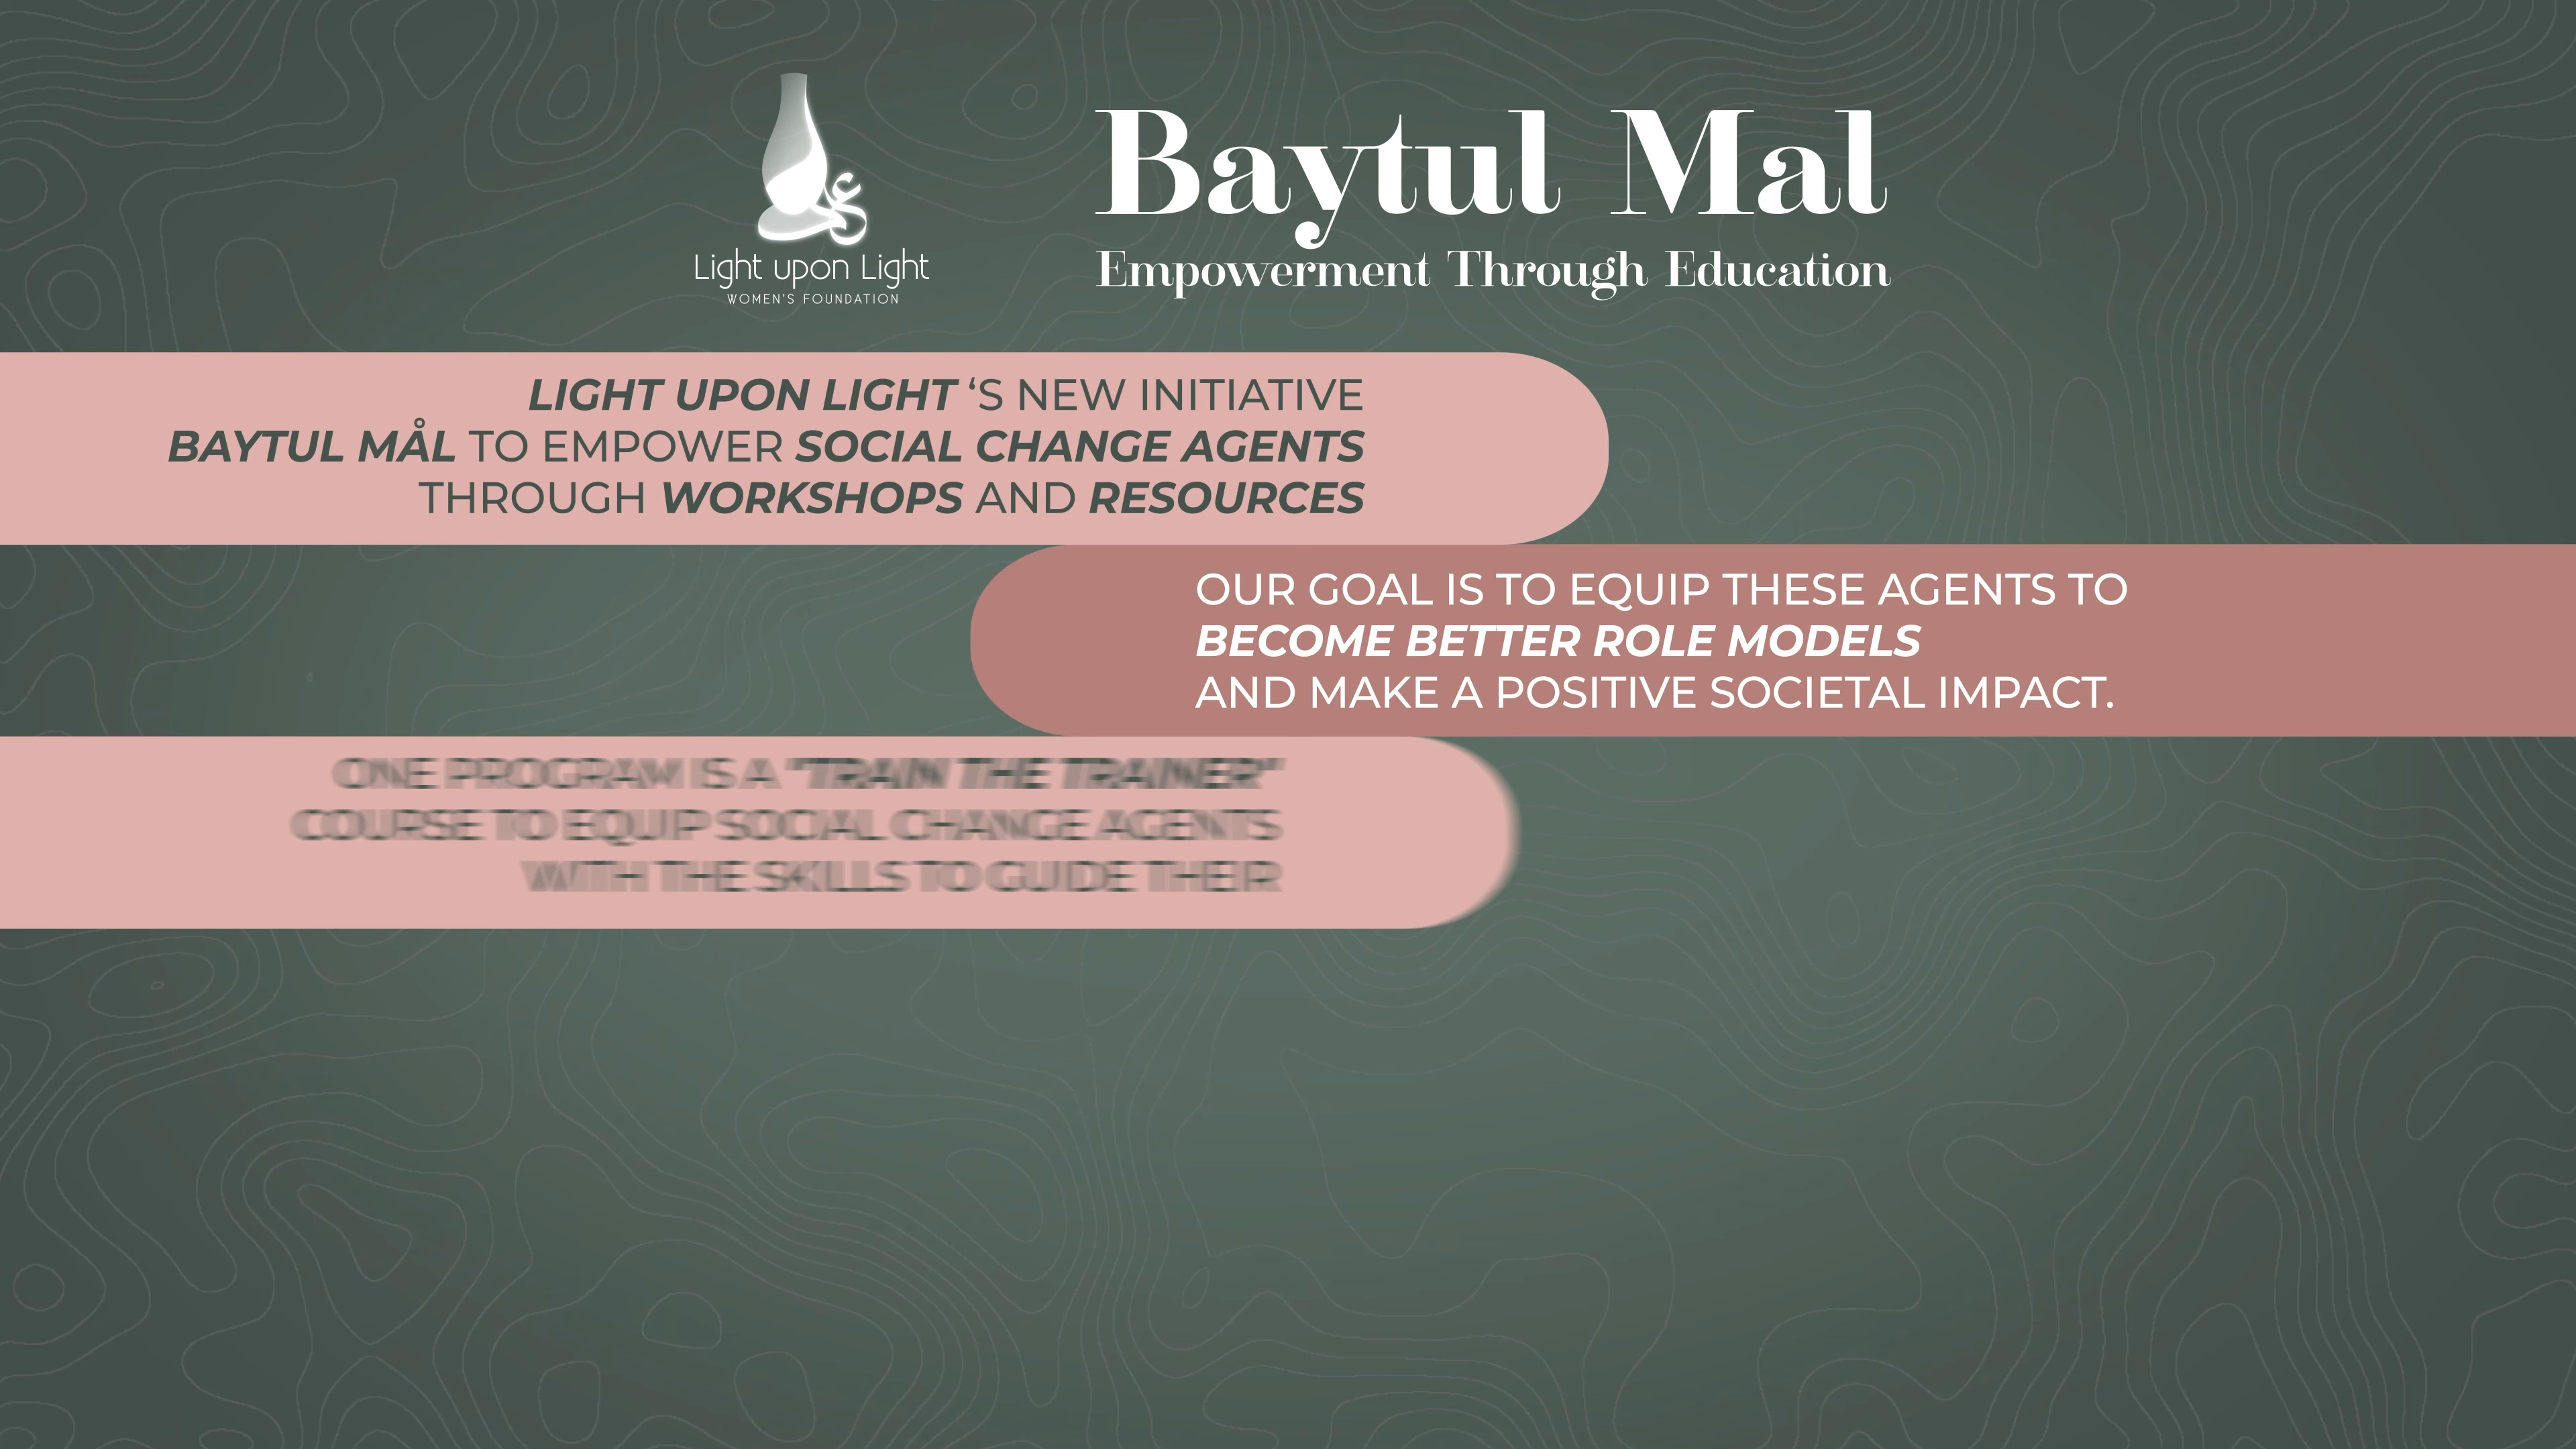 Light upon Light
WOMEN'S FOUNDATION
Baytul Mal
Empowerment Through Education
LIGHT UPON LIGHT ‘S NEW INITIATIVE
BAYTUL MÅL TO EMPOWER SOCIAL CHANGE AGENTS
THROUGH WORKSHOPS AND RESOURCES
OUR GOAL IS TO EQUIP THESE AGENTS TO
BECOME BETTER ROLE MODELS
AND MAKE A POSITIVE SOCIETAL IMPACT.
ONE PROGRAM IS A "TRAIN THE TRAINER"
COURSE TO EQUIP SOCIAL CHANGE AGENTS
WITH THE SKILLS TO GUIDE THEIR